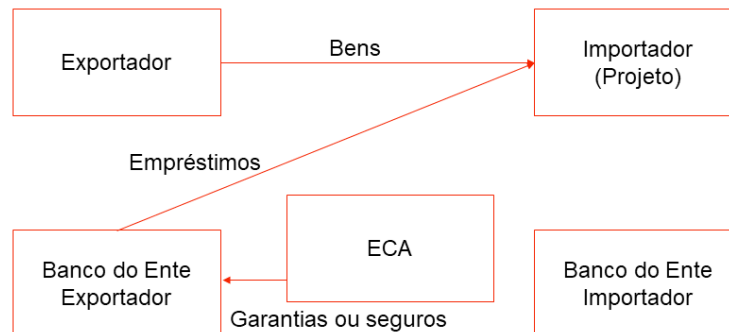 Exportador
Bens
Importador
(Projeto)
Empréstimos
Banco do Ente
Exportador
ECA
Banco do Ente
Importador
Garantias ou seguros